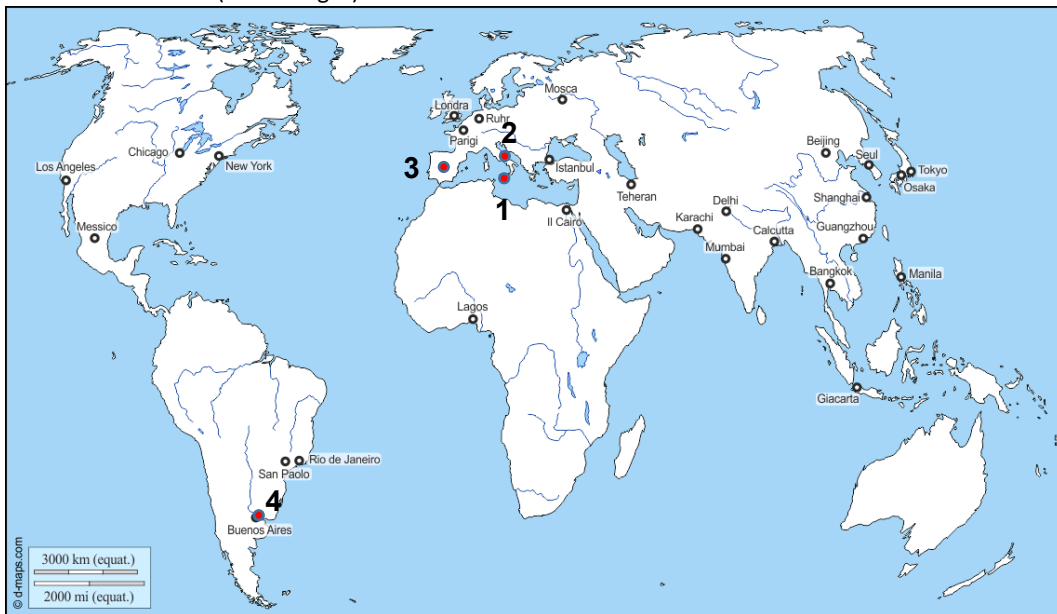 Mosca
Londra
Ruhr
2
Parigi
Chicago
New York
3
Istanbul
Beijing
Seul
Tokyo
Osaka
Los Angeles
1
Teheran
Shanghai
Delhi
Il Cairo
Karachi
Calcutta
Guangzhou
Messico
Mumbai
Bangkok
Manila
Lagos
Giacarta
Rio de Janeiro
San Paolo
4
Buenos Aires
3000 km (equat.)
2000 mi (equat.)
© d-maps.com